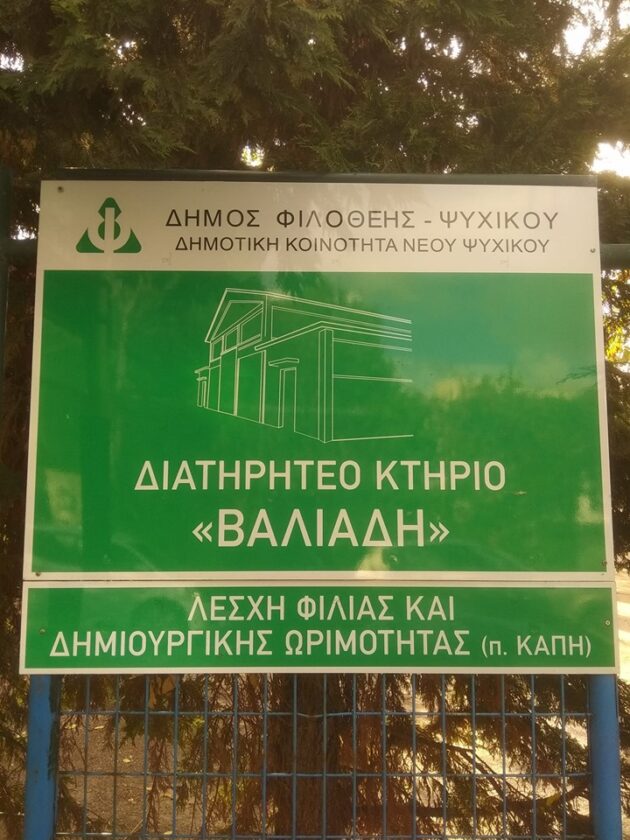 ΔΗΜΟΣ ΦΙΛΟΘΕΗΣ - ΨΥΧΙΚΟΥ
ΔΗΜΟΤΙΚΗ ΚΟΙΝΟΤΗΤΑ ΝΕΟΥ ΨΥΧΙΚΟΥ
ΔΙΑΤΗΡΗΤΕΟ ΚΤΗΡΙΟ
«ΒΑΛΙΑΔΗ»
ΛΕΣΧΗ ΦΙΛΙΑΣ ΚΑΙ
ΔΗΜΙΟΥΡΓΙΚΗΣ ΩΡΙΜΟΤΗΤΑΣ (π. ΚΑΠΗ)